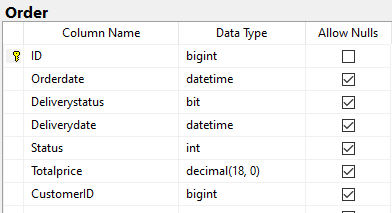 Order
Column Name Data Type Allow Nulls
ID bigint
Orderdate datetime
Deliverystatus bit
Deliverydate datetime
Status int
Totalprice decimal(18, 0)
CustomerID bigint